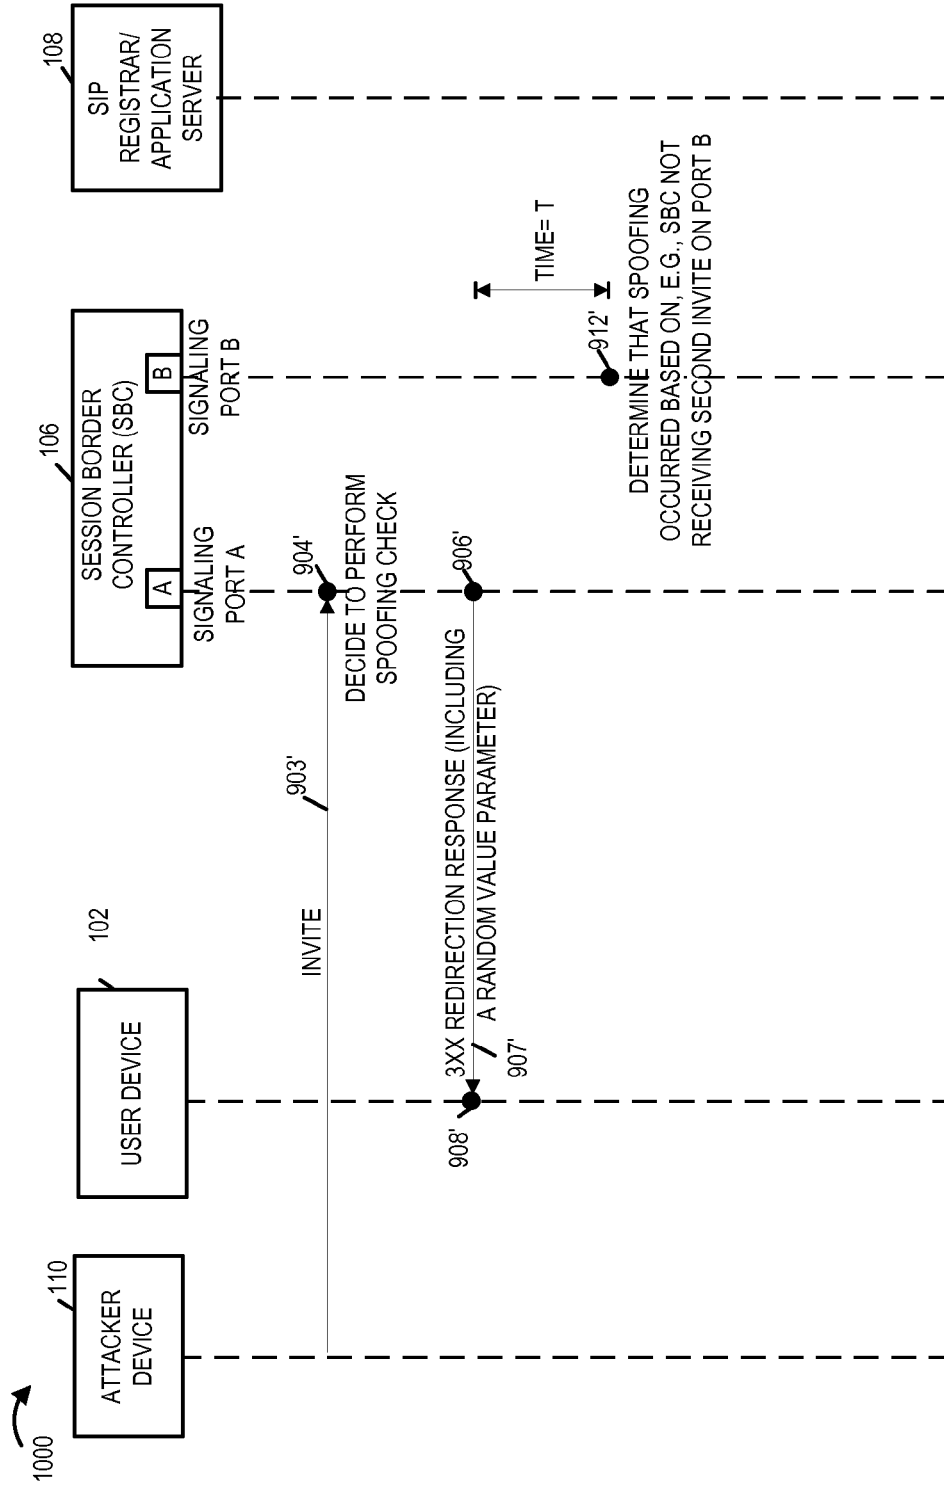 1000
ATTACKER
DEVICE
110
USER DEVICE
102
SESSION BORDER
CONTROLLER (SBC)
106
A
B
SIGNALING
PORT A
SIGNALING
PORT B
SIP
REGISTRAR/
APPLICATION
SERVER
108
INVITE
903'
904'
DECIDE TO PERFORM
SPOOFING CHECK
906'
3XX REDIRECTION RESPONSE (INCLUDING
A RANDOM VALUE PARAMETER)
907'
908'
TIME= T
912'
DETERMINE THAT SPOOFING
OCCURRED BASED ON, E.G., SBC NOT
RECEIVING SECOND INVITE ON PORT B